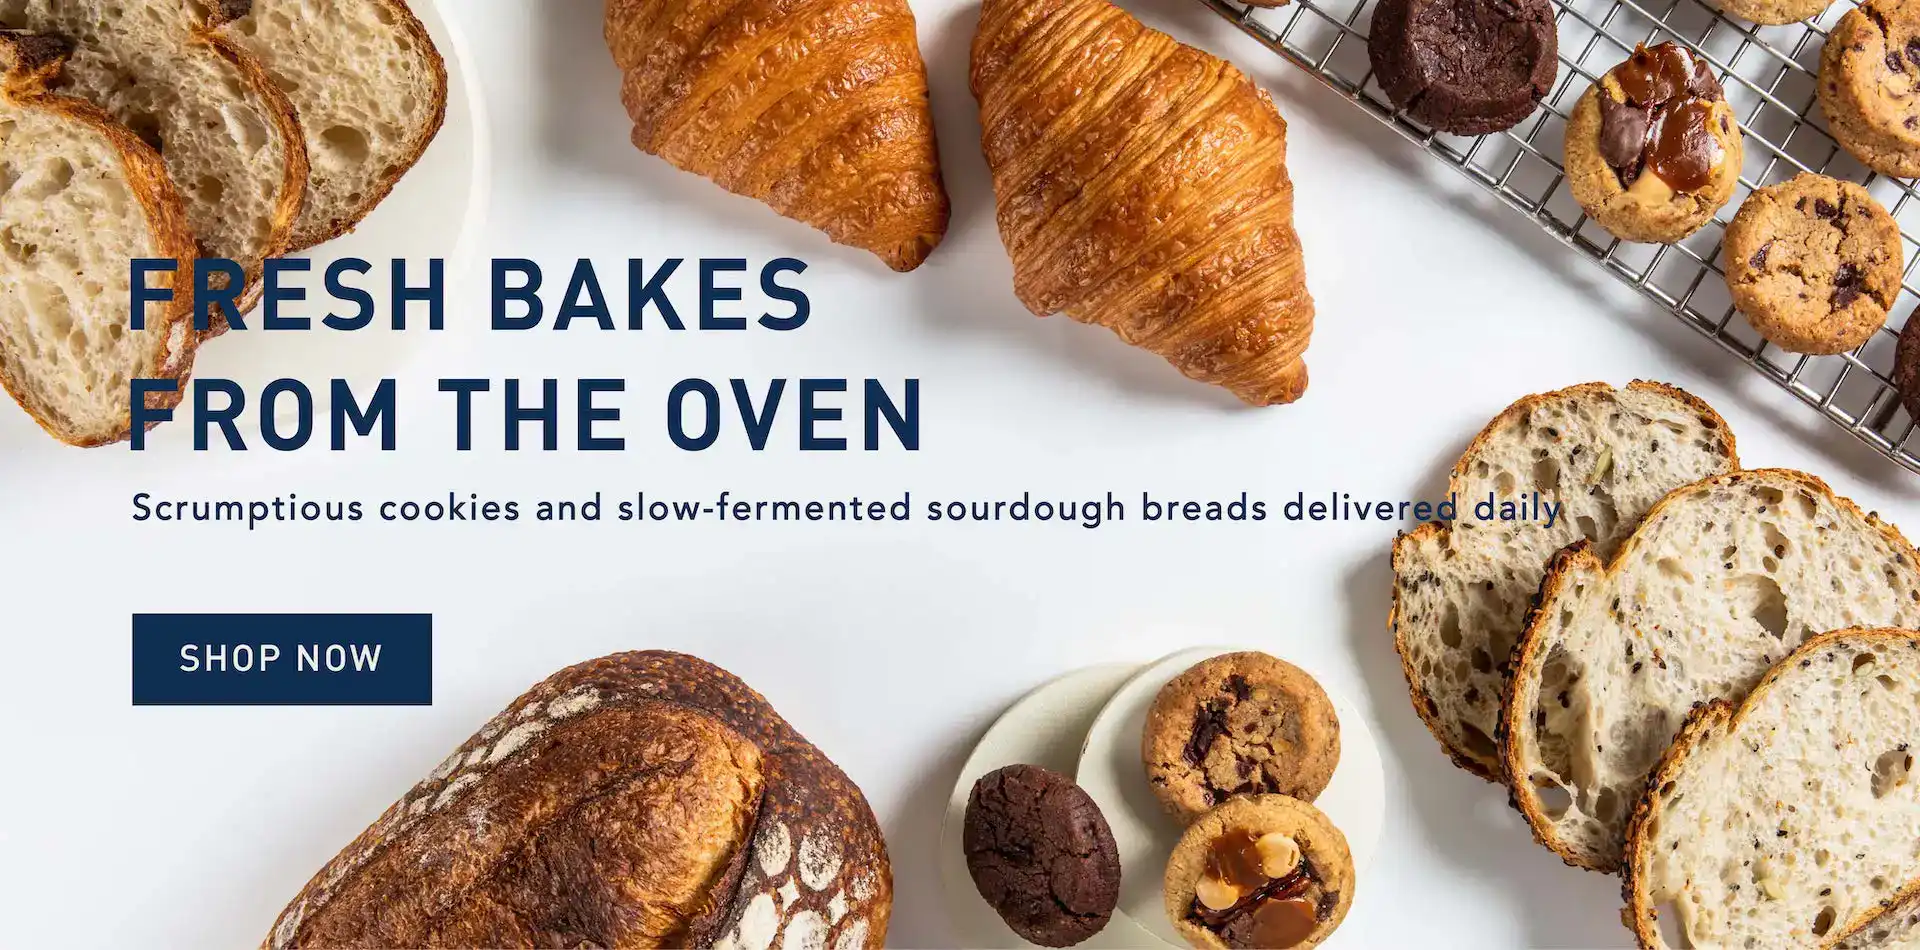 FRESH BAKES
FROM THE OVEN
Scrumptious cookies and slow-fermented sourdough breads delivered daily
SHOP NOW